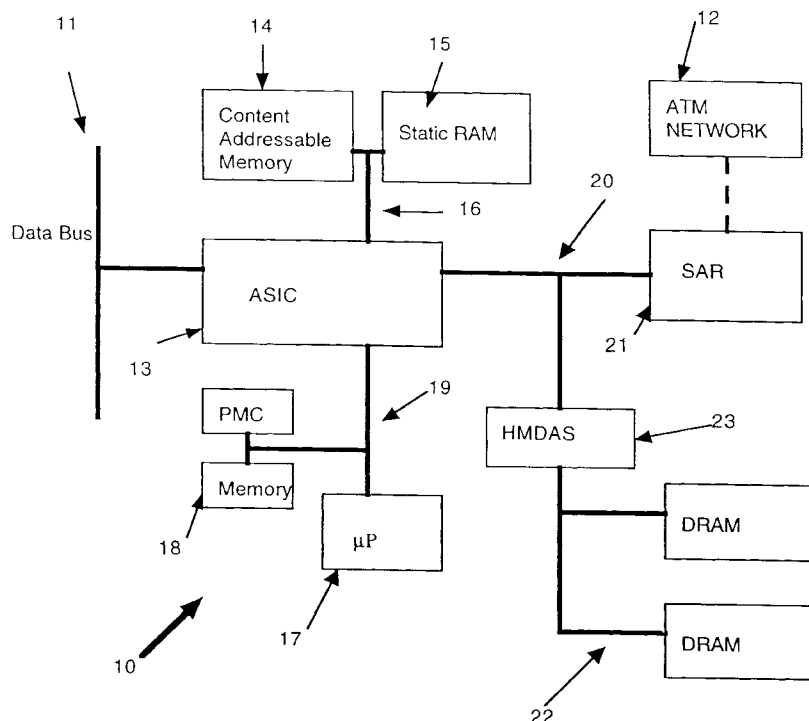 11
14
15
12
Content
Addressable
Memory
Static RAM
ATM
NETWORK
16
20
Data Bus
ASIC
SAR
13
21
19
PMC
HMDAS
23
Memory
18
µP
DRAM
17
10
DRAM
22